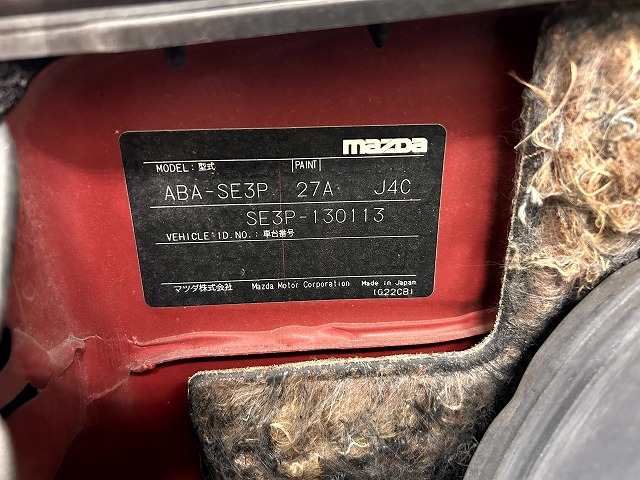 mazda
MODEL: 型式 PAINT
ABA-SE3P 27A J4C
SE3P-130113
VEHICLE ID.NO.: 車台番号
マツダ株式会社 Mazda Motor Corporation Made in Japan
(G22CB)